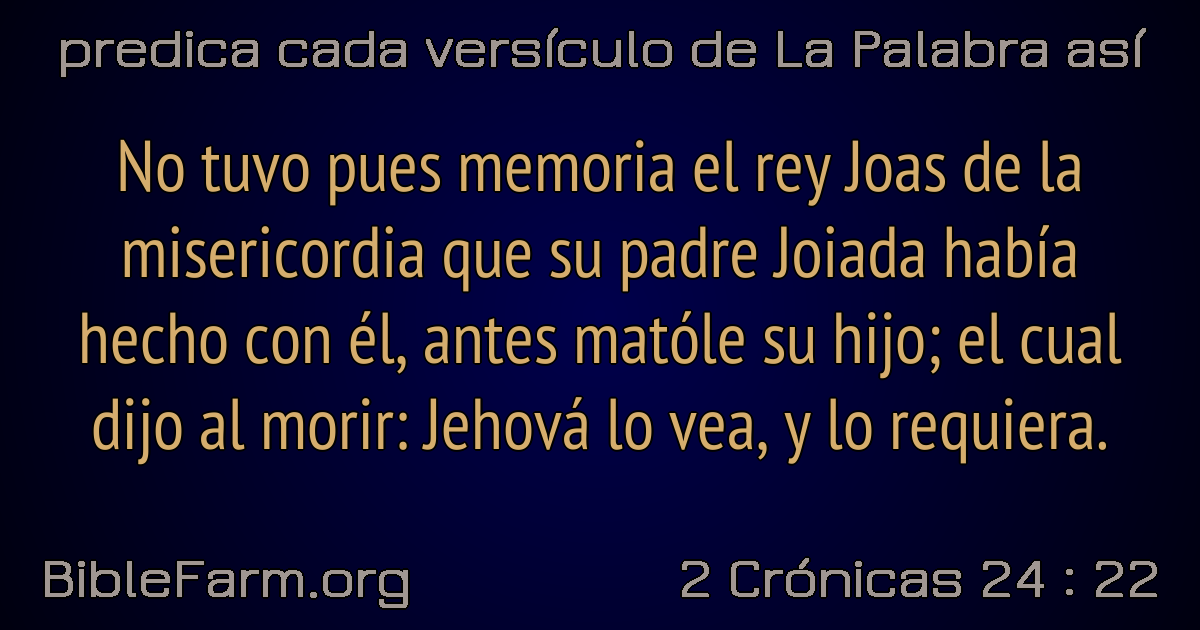 predica cada versículo de La Palabra así
No tuvo pues memoria el rey Joas de la
misericordia que su padre Joiada había
hecho con él, antes matóle su hijo; el cual
dijo al morir: Jehová lo vea, y lo requiera.
BibleFarm.org
2 Crónicas 24 : 22